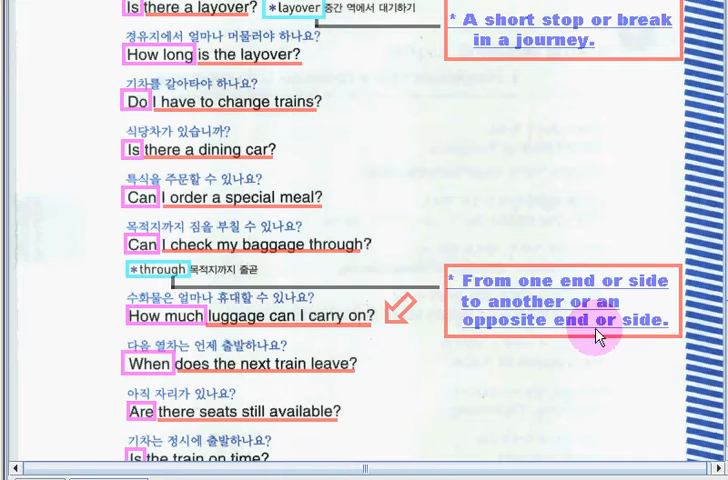 Is there a layover? *layover 중간 역에서 대기하기
* A short stop or break
in a journey.
경유지에서 얼마나 머물러야 하나요?
How long is the layover?
기차를 갈아타야 하나요?
Do I have to change trains?
식당차가 있습니까?
Is there a dining car?
특식을 주문할 수 있나요?
Can I order a special meal?
목적지까지 짐을 부칠 수 있나요?
Can I check my baggage through?
*through 목적지까지 줄곧
* From one end or side
to another or an
opposite end or side.
수화물은 얼마나 휴대할 수 있나요?
How much luggage can I carry on?
다음 열차는 언제 출발하나요?
When does the next train leave?
아직 자리가 있나요?
Are there seats still available?
기차는 정시에 출발하나요?
Is the train on time?